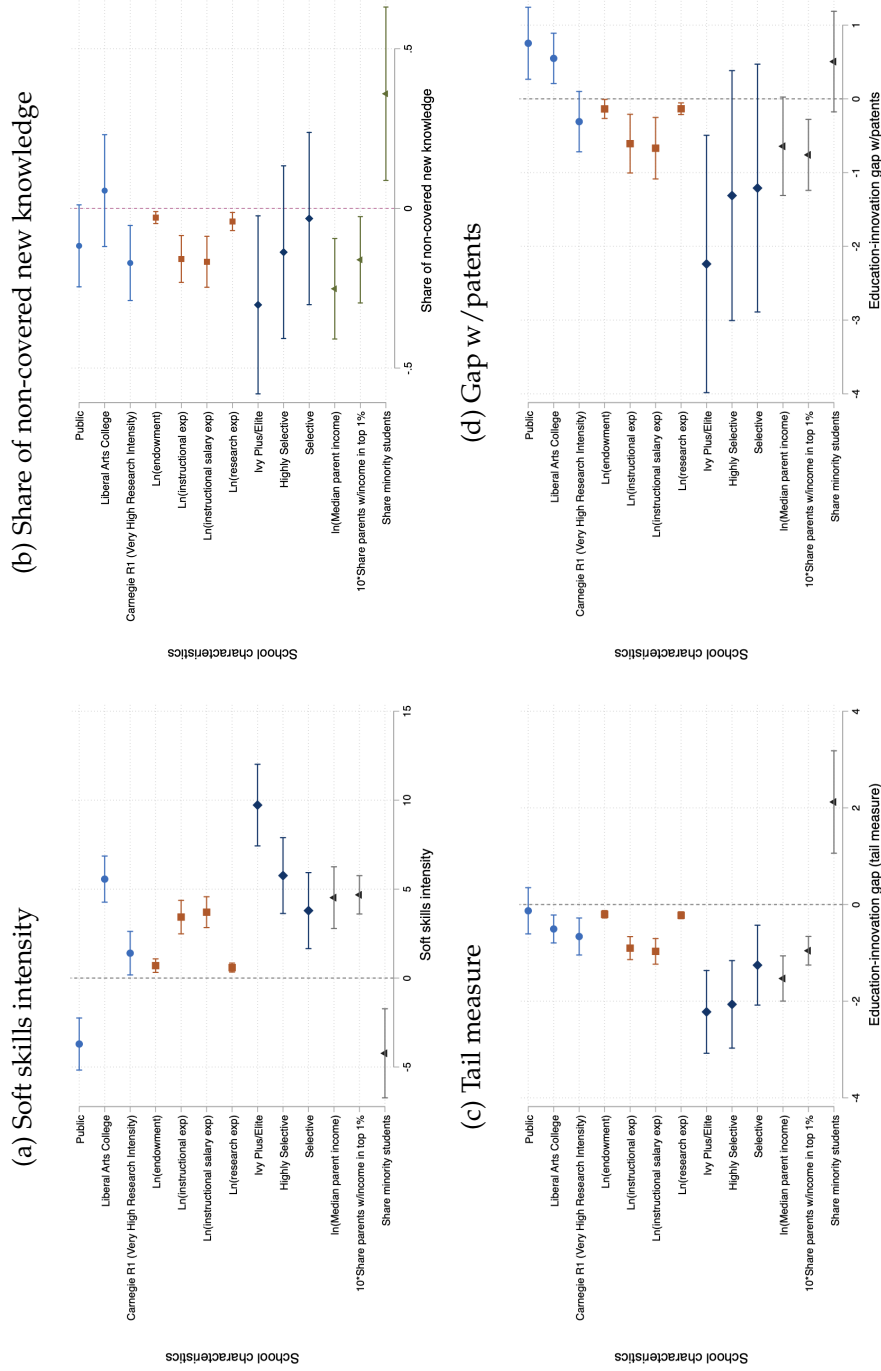 (a) Soft skills intensity
School characteristics
Public
Liberal Arts College
Carnegie R1 (Very High Research Intensity)
Ln(endowment)
Ln(instructional exp)
Ln(instructional salary exp)
Ln(research exp)
Ivy Plus/Elite
Highly Selective
Selective
ln(Median parent income)
10*Share parents w/income in top 1%
Share minority students
-5 0 5 10 15
Soft skills intensity
(b) Share of non-covered new knowledge
School characteristics
Public
Liberal Arts College
Carnegie R1 (Very High Research Intensity)
Ln(endowment)
Ln(instructional exp)
Ln(instructional salary exp)
Ln(research exp)
Ivy Plus/Elite
Highly Selective
Selective
ln(Median parent income)
10*Share parents w/income in top 1%
Share minority students
-.5 0 .5
Share of non-covered new knowledge
(c) Tail measure
School characteristics
Public
Liberal Arts College
Carnegie R1 (Very High Research Intensity)
Ln(endowment)
Ln(instructional exp)
Ln(instructional salary exp)
Ln(research exp)
Ivy Plus/Elite
Highly Selective
Selective
ln(Median parent income)
10*Share parents w/income in top 1%
Share minority students
-4 -2 0 2 4
Education-innovation gap (tail measure)
(d) Gap w/patents
School characteristics
Public
Liberal Arts College
Carnegie R1 (Very High Research Intensity)
Ln(endowment)
Ln(instructional exp)
Ln(instructional salary exp)
Ln(research exp)
Ivy Plus/Elite
Highly Selective
Selective
ln(Median parent income)
10*Share parents w/income in top 1%
Share minority students
-4 -3 -2 -1 0 1
Education-innovation gap w/patents